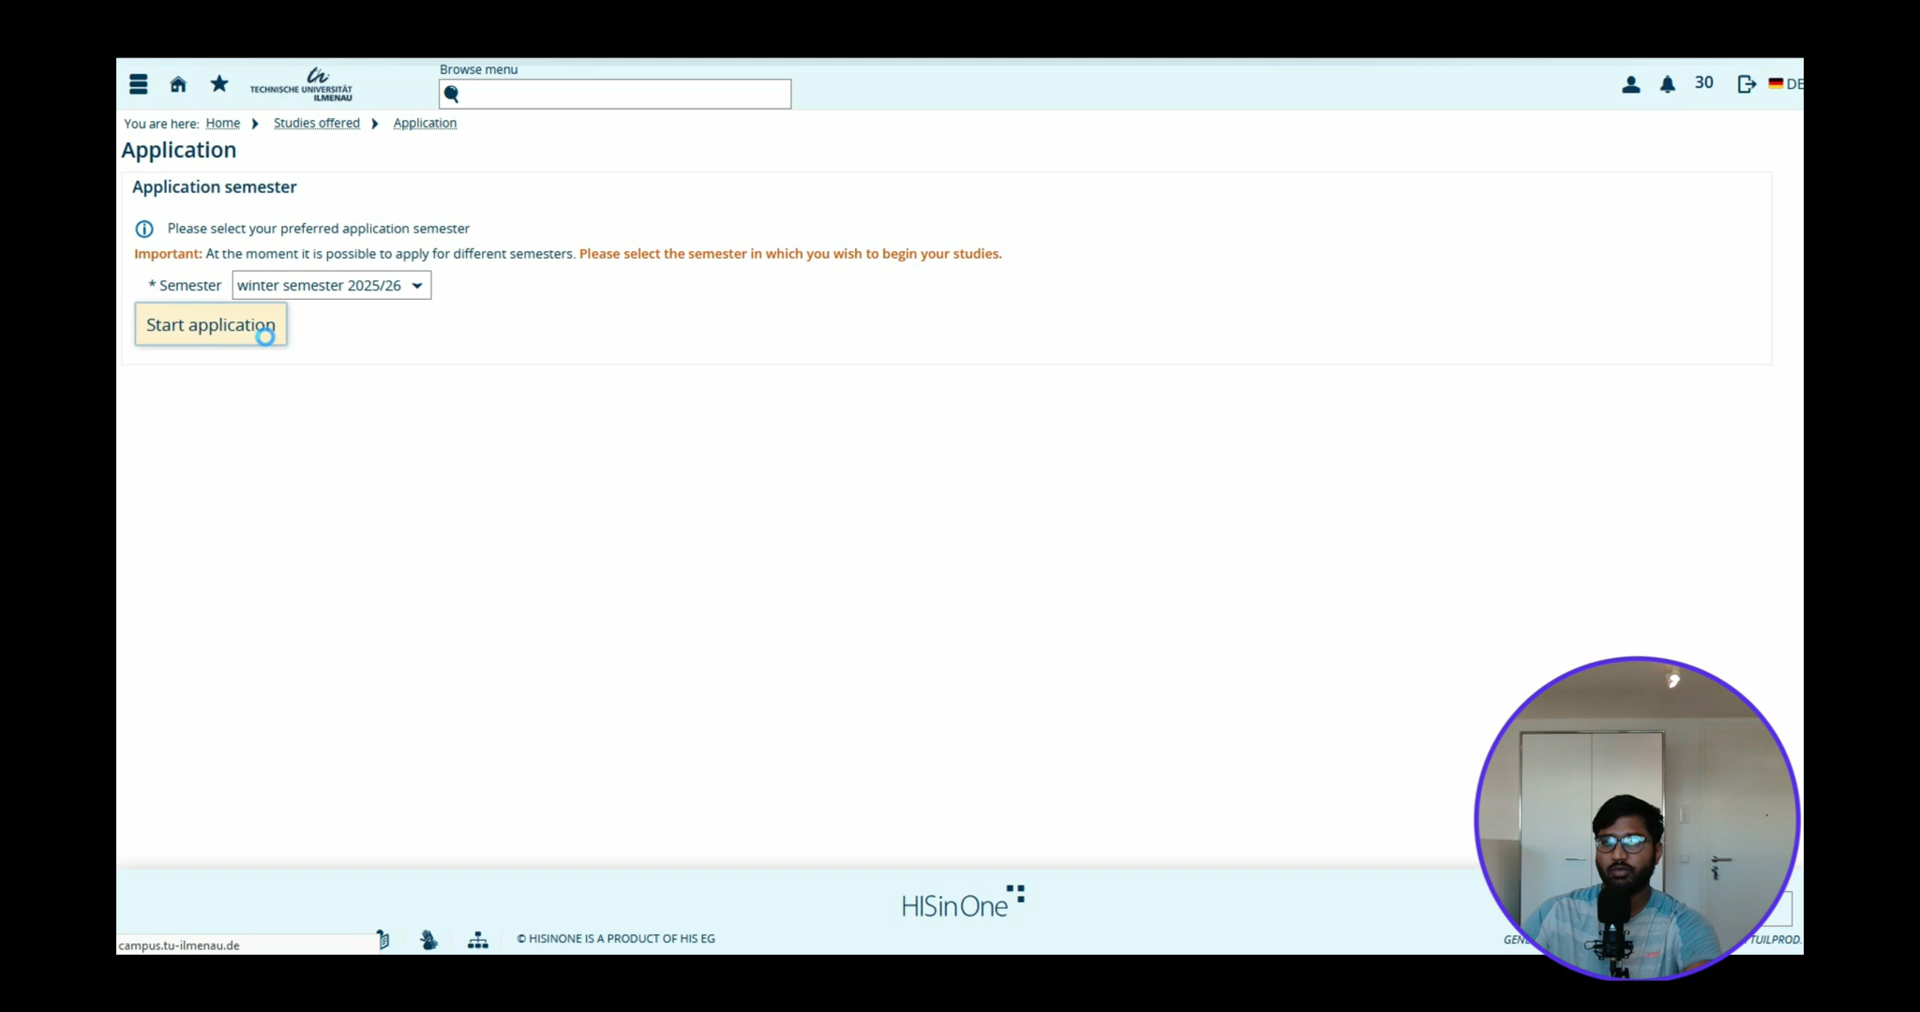 Browse menu
TECHNISCHE UNIVERSITÄT
ILMENAU
30
DE
You are here: Home Studies offered Application
Application
Application semester
Please select your preferred application semester
Important: At the moment it is possible to apply for different semesters. Please select the semester in which you wish to begin your studies.
* Semester winter semester 2025/26
Start application
HISinOne
campus.tu-ilmenau.de
© HISINONE IS A PRODUCT OF HIS EG
GEN
TUILPROD.